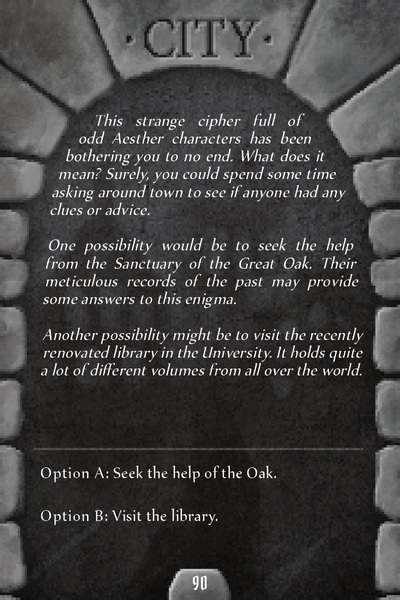 ·CITY·
This strange cipher full of
odd Aesther characters has been
bothering you to no end. What does it
mean? Surely, you could spend some time
asking around town to see if anyone had any
clues or advice.
One possibility would be to seek the help
from the Sanctuary of the Great Oak. Their
meticulous records of the past may provide
some answers to this enigma.
Another possibility might be to visit the recently
renovated library in the University. It holds quite
a lot of different volumes from all over the world.
Option A: Seek the help of the Oak.
Option B: Visit the library.
90